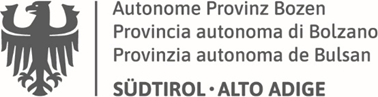 Autonome Provinz Bozen
Provincia autonoma di Bolzano
Provinzia autonoma de Bulsan
SÜDTIROL · ALTO ADIGE